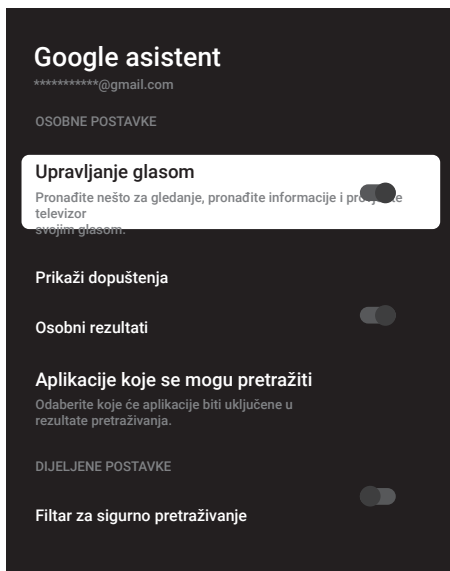 Google asistent
***********@gmail.com
OSOBNE POSTAVKE
Upravljanje glasom
Pronađite nešto za gledanje, pronađite informacije i
televizor
svojim glasom.
Prikaži dopuštenja
Osobni rezultati
Aplikacije koje se mogu pretražiti
Odaberite koje će aplikacije biti uključene u
rezultate pretraživanja.
DIJELJENE POSTAVKE
Filtar za sigurno pretraživanje